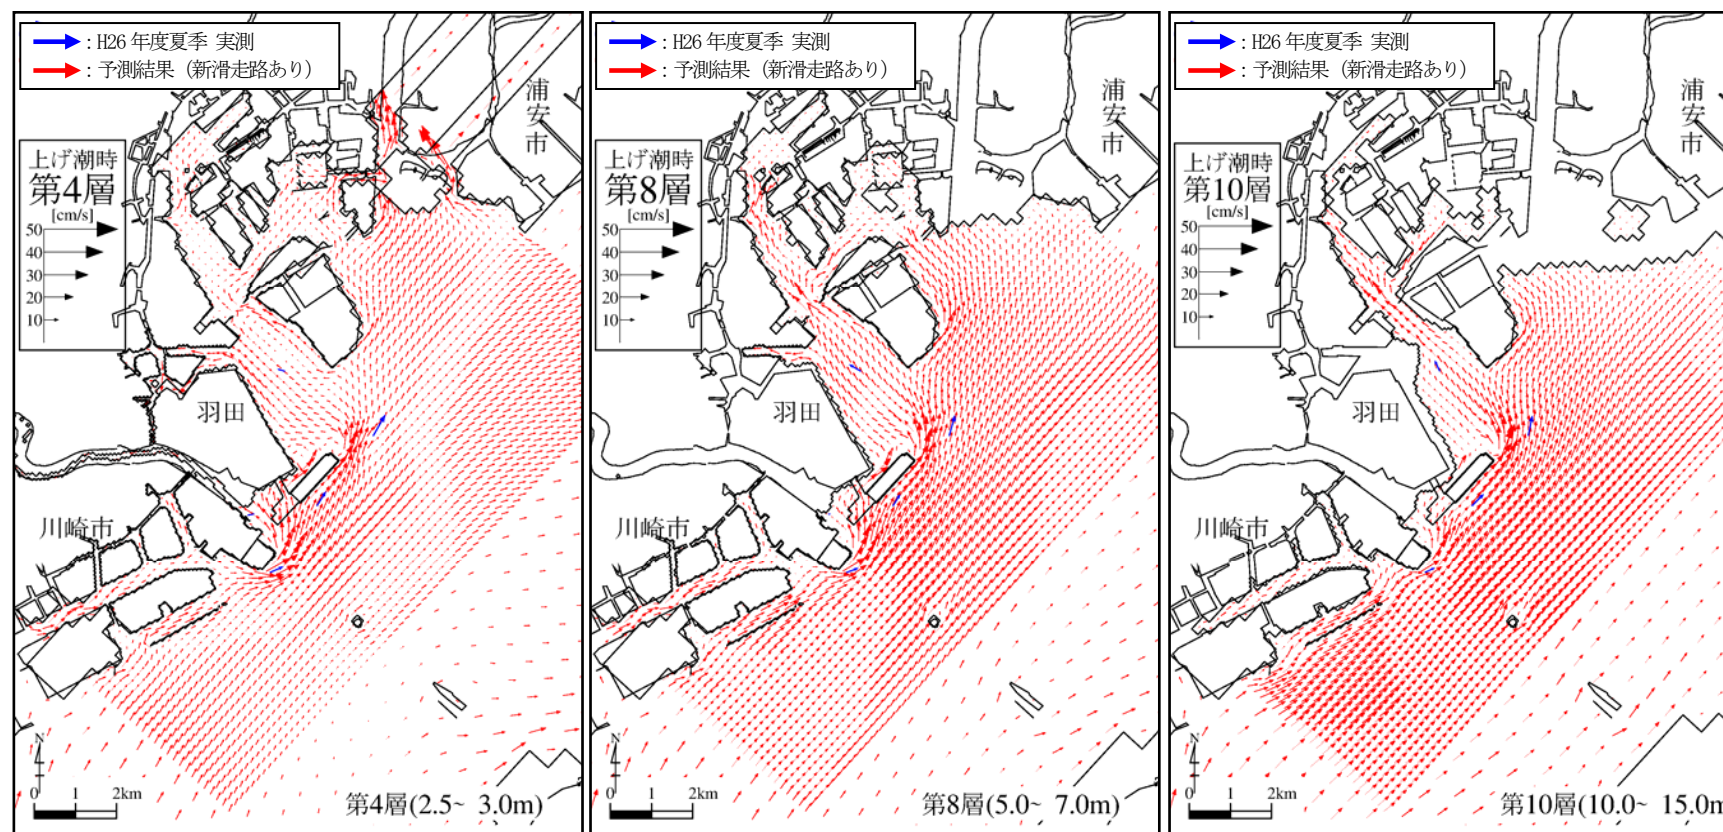 : H26 年度夏季 実測
: 予測結果 (新滑走路あり)
浦安市
上げ潮時
第4層
[cm/s]
50
40
30
20
10
羽田
川崎市
N
0 1 2km
第4層(2.5~ 3.0m)
: H26 年度夏季 実測
: 予測結果 (新滑走路あり)
浦安市
上げ潮時
第8層
[cm/s]
50
40
30
20
10
羽田
川崎市
N
0 1 2km
第8層(5.0~ 7.0m)
: H26 年度夏季 実測
: 予測結果 (新滑走路あり)
浦安市
上げ潮時
第10層
[cm/s]
50
40
30
20
10
羽田
川崎市
N
0 1 2km
第10層(10.0~ 15.0m